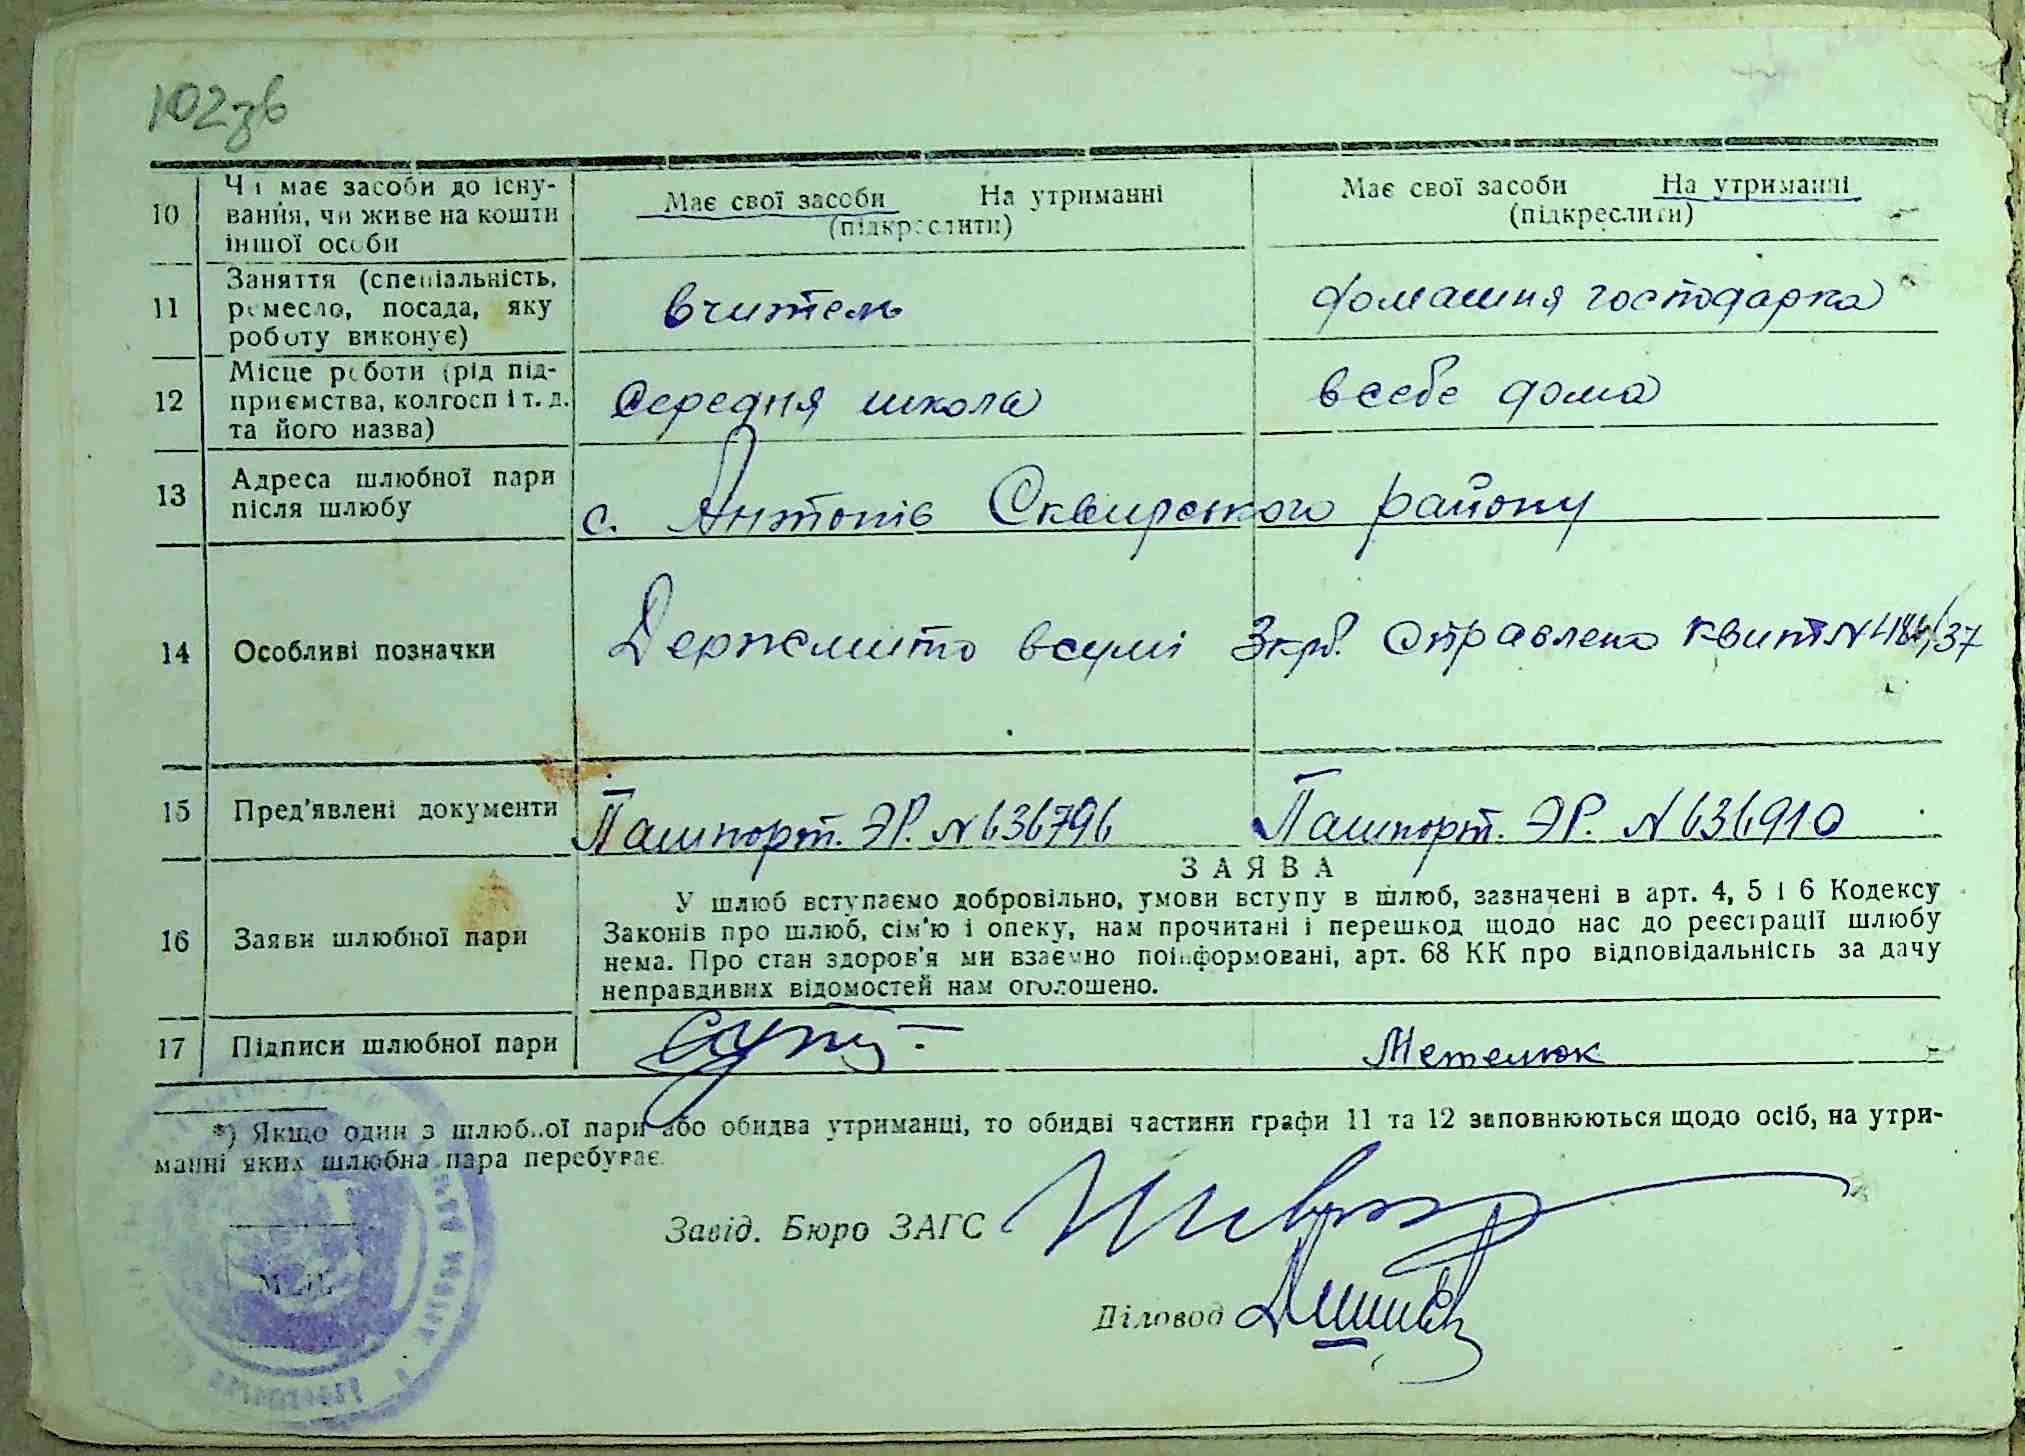 102зв
10 Чи має засоби до існу-
вання, чи живе на кошти
іншої особи
Має свої засоби На утриманні
(підкреслити)
Має свої засоби На утриманні
(підкреслити)
11 Заняття (спеціальність,
ремесло, посада, яку
роботу виконує)
вчитель
домашня господарка
12 Місце роботи (рід під-
приємства, колгосп і т. д.
та його назва)
середня школа
в себе дома
13 Адреса шлюбної пари
після шлюбу
с. Антонів Сквирського району
14 Особливі позначки
Держмито в сумі 3 крб. справлено квит №
15 Пред'явлені документи
Пашпорт. ЭР. № 636796
Пашпорт. ЭР. № 636910
16 Заяви шлюбної пари
ЗАЯВА
У шлюб вступаємо добровільно, умови вступу в шлюб, зазначені в арт. 4, 5 і 6 Кодексу
Законів про шлюб, сім'ю і опеку, нам прочитані і перешкод щодо нас до реєстрації шлюбу
нема. Про стан здоров'я ми взаємно поінформовані, арт. 68 КК про відповідальність за дачу
неправдивих відомостей нам оголошено.
17 Підписи шлюбної пари
Метелюк
*) Якщо один з шлюбної пари або обидва утриманці, то обидві частини графи 11 та 12 заповнюються щодо осіб, на утри-
манні яких шлюбна пара перебуває.
Завід. Бюро ЗАГС
Діловод